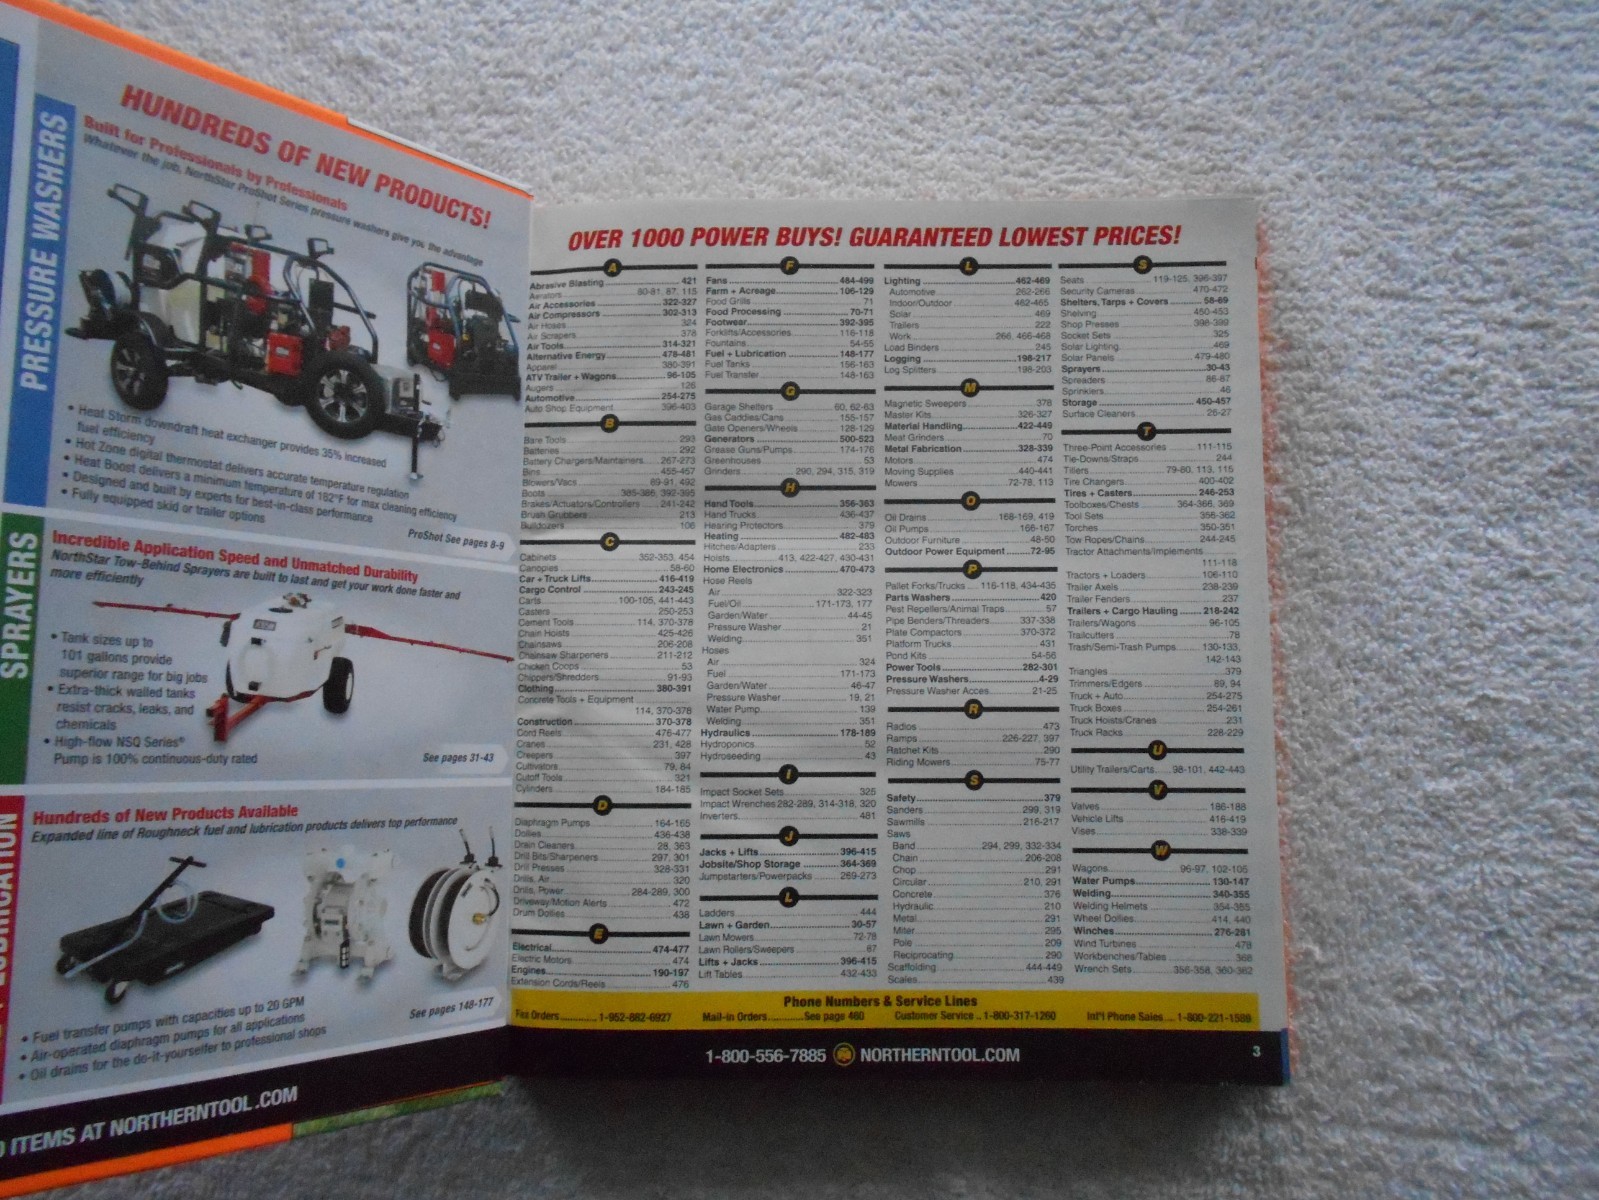 PRESSURE WASHERS
HUNDREDS OF NEW PRODUCTS!
Built for Professionals by Professionals
Whatever the job, NorthStar ProShot Series pressure washers give you the advantage
• Heat Storm downdraft heat exchanger provides 35% increased
fuel efficiency
• Hot Zone digital thermostat delivers accurate temperature regulation
• Heat Boost delivers a minimum temperature of 182°F for max cleaning efficiency
• Designed and built by experts for best-in-class performance
• Fully equipped skid or trailer options
ProShot See pages 8-9
SPRAYERS
Incredible Application Speed and Unmatched Durability
NorthStar Tow-Behind Sprayers are built to last and get your work done faster and
more efficiently
• Tank sizes up to
101 gallons provide
superior range for big jobs
• Extra-thick walled tanks
resist cracks, leaks, and
chemicals
• High-flow NSQ Series®
Pump is 100% continuous-duty rated
See pages 31-43
LUBRICATION
Hundreds of New Products Available
Expanded line of Roughneck fuel and lubrication products delivers top performance
• Fuel transfer pumps with capacities up to 20 GPM
• Air-operated diaphragm pumps for all applications
• Oil drains for the do-it-yourselfer to professional shops
See pages 148-177
ITEMS AT NORTHERNTOOL.COM
OVER 1000 POWER BUYS! GUARANTEED LOWEST PRICES!
A
Abrasive Blasting 421
Aerators 80-81, 87, 115
Air Accessories 322-327
Air Compressors 302-313
Air Hoses 324
Air Scrapers 378
Air Tools 314-321
Alternative Energy 478-481
Apparel 380-391
ATV Trailer + Wagons 96-105
Augers 126
Automotive 254-275
Auto Shop Equipment 396-403
B
Bare Tools 293
Batteries 292
Battery Chargers/Maintainers 267-273
Bins 455-457
Blowers/Vacs 89-91, 492
Boots 385-386, 392-395
Brakes/Actuators/Controllers 241-242
Brush Grubbers 213
Bulldozers 106
C
Cabinets 352-353, 454
Canopies 58-60
Car + Truck Lifts 416-419
Cargo Control 243-245
Carts 100-105, 441-443
Casters 250-253
Cement Tools 114, 370-378
Chain Hoists 425-426
Chainsaws 206-208
Chainsaw Sharpeners 211-212
Chicken Coops 53
Chippers/Shredders 91-93
Clothing 380-391
Concrete Tools + Equipment
114, 370-378
Construction 370-378
Cord Reels 476-477
Cranes 231, 428
Creepers 397
Cultivators 79, 84
Cutoff Tools 321
Cylinders 184-185
D
Diaphragm Pumps 164-165
Dollies 436-438
Drain Cleaners 28, 363
Drill Bits/Sharpeners 297, 301
Drill Presses 328-331
Drills, Air 320
Drills, Power 284-289, 300
Driveway/Motion Alerts 472
Drum Dollies 438
E
Electrical 474-477
Electric Motors 474
Engines 190-197
Extension Cords/Reels 476
F
Fans 484-499
Farm + Acreage 106-129
Food Grills 71
Food Processing 70-71
Footwear 392-395
Forklifts/Accessories 116-118
Fountains 54-55
Fuel + Lubrication 148-177
Fuel Tanks 156-163
Fuel Transfer 148-163
G
Garage Shelters 60, 62-63
Gas Caddies/Cans 155-157
Gate Openers/Wheels 128-129
Generators 500-523
Grease Guns/Pumps 174-176
Greenhouses 53
Grinders 290, 294, 315, 319
H
Hand Tools 356-363
Hand Trucks 436-437
Hearing Protectors 379
Heating 482-483
Hitches/Adapters 233
Hoists 413, 422-427, 430-431
Home Electronics 470-473
Hose Reels
Air 322-323
Fuel/Oil 171-173, 177
Garden/Water 44-45
Pressure Washer 21
Welding 351
Hoses
Air 324
Fuel 171-173
Garden/Water 46-47
Pressure Washer 19, 21
Water Pump 139
Welding 351
Hydraulics 178-189
Hydroponics 52
Hydroseeding 43
I
Impact Socket Sets 325
Impact Wrenches 282-289, 314-318, 320
Inverters 481
J
Jacks + Lifts 396-415
Jobsite/Shop Storage 364-369
Jumpstarters/Powerpacks 269-273
L
Ladders 444
Lawn + Garden 30-57
Lawn Mowers 72-78
Lawn Rollers/Sweepers 87
Lifts + Jacks 396-415
Lift Tables 432-433
L
Lighting 462-469
Automotive 262-266
Indoor/Outdoor 462-465
Solar 469
Trailers 222
Work 266, 466-468
Load Binders 245
Logging 198-217
Log Splitters 198-203
M
Magnetic Sweepers 378
Master Kits 326-327
Material Handling 422-449
Meat Grinders 70
Metal Fabrication 328-339
Motors 474
Moving Supplies 440-441
Mowers 72-78, 113
O
Oil Drains 168-169, 419
Oil Pumps 166-167
Outdoor Furniture 48-50
Outdoor Power Equipment 72-95
P
Pallet Forks/Trucks 116-118, 434-435
Parts Washers 420
Pest Repellers/Animal Traps 57
Pipe Benders/Threaders 337-338
Plate Compactors 370-372
Platform Trucks 431
Pond Kits 54-56
Power Tools 282-301
Pressure Washers 4-29
Pressure Washer Acces. 21-25
R
Radios 473
Ramps 226-227, 397
Ratchet Kits 290
Riding Mowers 75-77
S
Safety 379
Sanders 299, 319
Sawmills 216-217
Saws
Band 294, 299, 332-334
Chain 206-208
Chop 291
Circular 210, 291
Concrete 376
Hydraulic 210
Metal 291
Miter 295
Pole 209
Reciprocating 290
Scaffolding 444-449
Scales 439
S
Seats 119-125, 396-397
Security Cameras 470-472
Shelters, Tarps + Covers 58-69
Shelving 450-453
Shop Presses 398-399
Socket Sets 325
Solar Lighting 469
Solar Panels 479-480
Sprayers 30-43
Spreaders 86-87
Sprinklers 46
Storage 450-457
Surface Cleaners 26-27
T
Three-Point Accessories 111-115
Tie-Downs/Straps 244
Tillers 79-80, 113, 115
Tire Changers 400-402
Tires + Casters 246-253
Toolboxes/Chests 364-366, 369
Tool Sets 356-362
Torches 350-351
Tow Ropes/Chains 244-245
Tractor Attachments/Implements
111-118
Tractors + Loaders 106-110
Trailer Axels 238-239
Trailer Fenders 237
Trailers + Cargo Hauling 218-242
Trailers/Wagons 96-105
Trailcutters 78
Trash/Semi-Trash Pumps 130-133,
142-143
Triangles 379
Trimmers/Edgers 89, 94
Truck + Auto 254-275
Truck Boxes 254-261
Truck Hoists/Cranes 231
Truck Racks 228-229
U
Utility Trailers/Carts 98-101, 442-443
V
Valves 186-188
Vehicle Lifts 416-419
Vises 338-339
W
Wagons 96-97, 102-105
Water Pumps 130-147
Welding 340-355
Welding Helmets 354-355
Wheel Dollies 414, 440
Winches 276-281
Wind Turbines 478
Workbenches/Tables 368
Wrench Sets 356-358, 360-362
Phone Numbers & Service Lines
Fax Orders 1-952-882-6927 Mail-in Orders See page 460 Customer Service 1-800-317-1260 Int'l Phone Sales 1-800-221-1589
1-800-556-7885 NORTHERNTOOL.COM 3